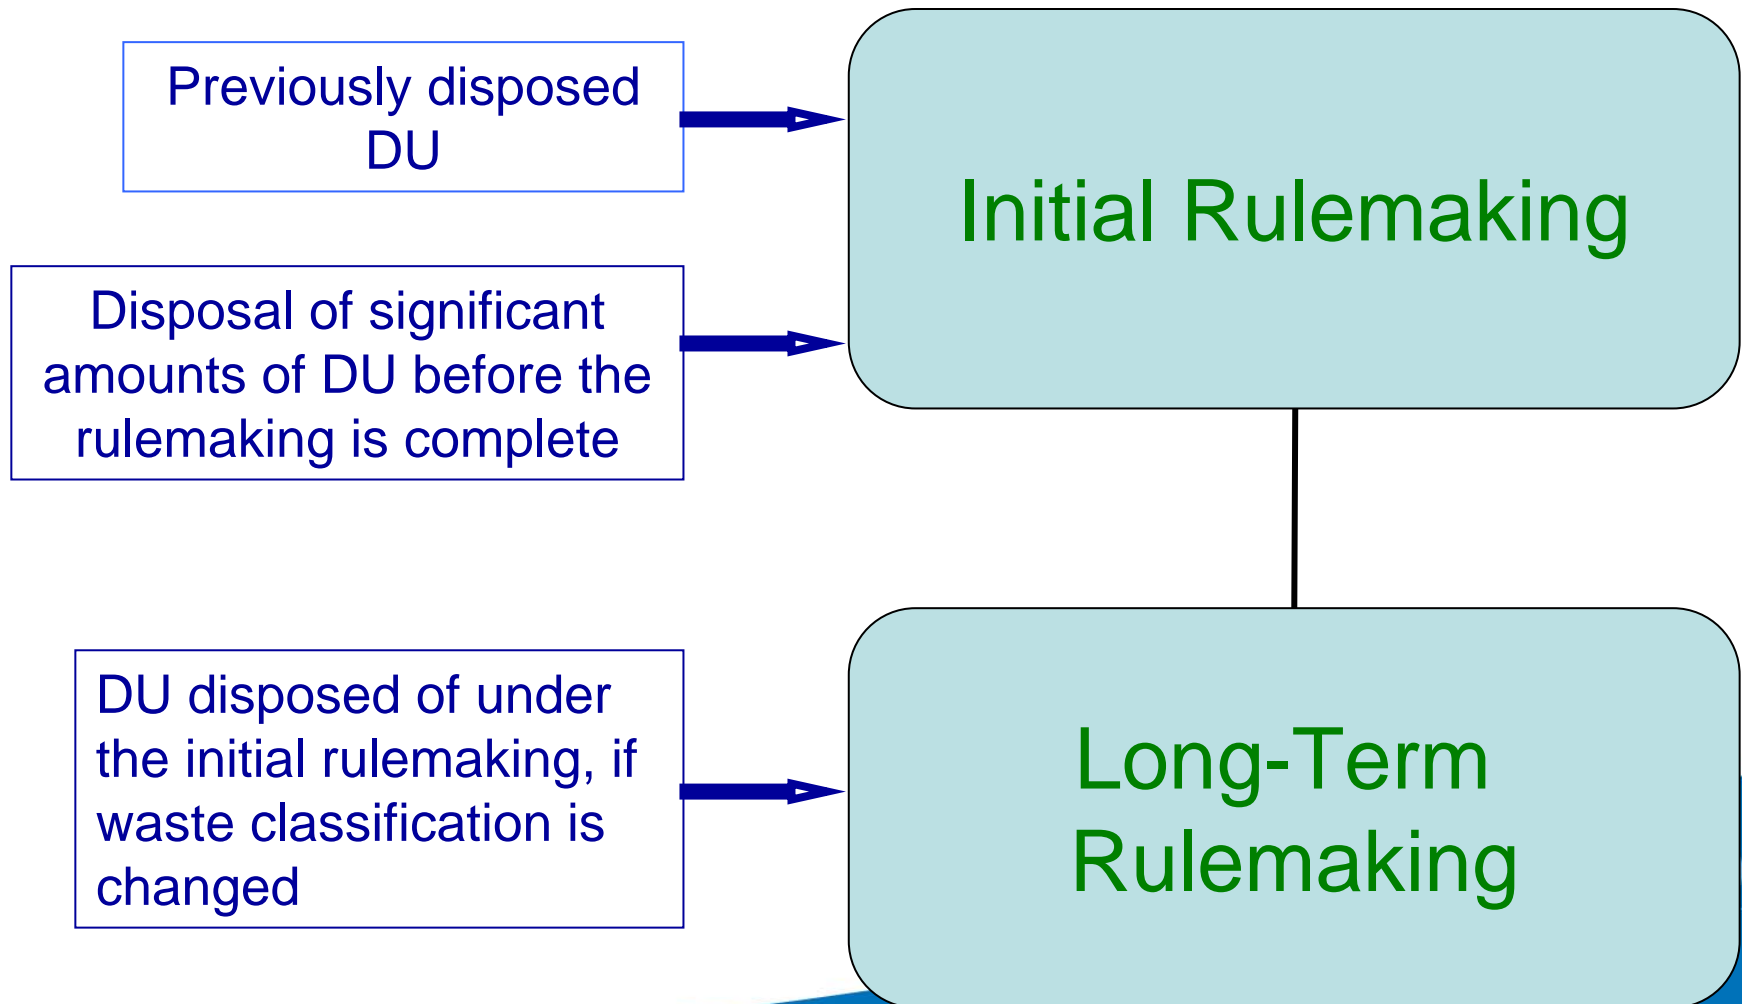 Previously disposed
DU
Initial Rulemaking
Disposal of significant
amounts of DU before the
rulemaking is complete
DU disposed of under
the initial rulemaking, if
waste classification is
changed
Long-Term
Rulemaking